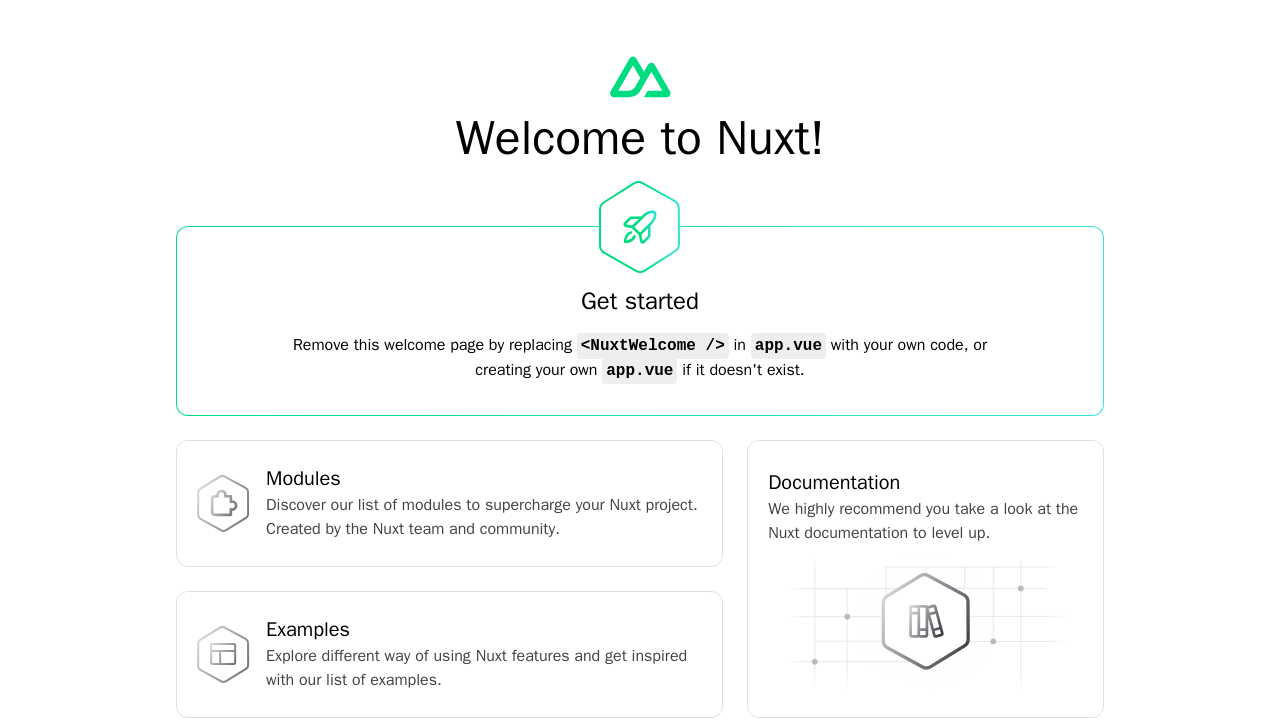 Welcome to Nuxt!
Get started
Remove this welcome page by replacing <NuxtWelcome /> in app.vue with your own code, or
creating your own app.vue if it doesn't exist.
Modules
Discover our list of modules to supercharge your Nuxt project.
Created by the Nuxt team and community.
Examples
Explore different way of using Nuxt features and get inspired
with our list of examples.
Documentation
We highly recommend you take a look at the
Nuxt documentation to level up.